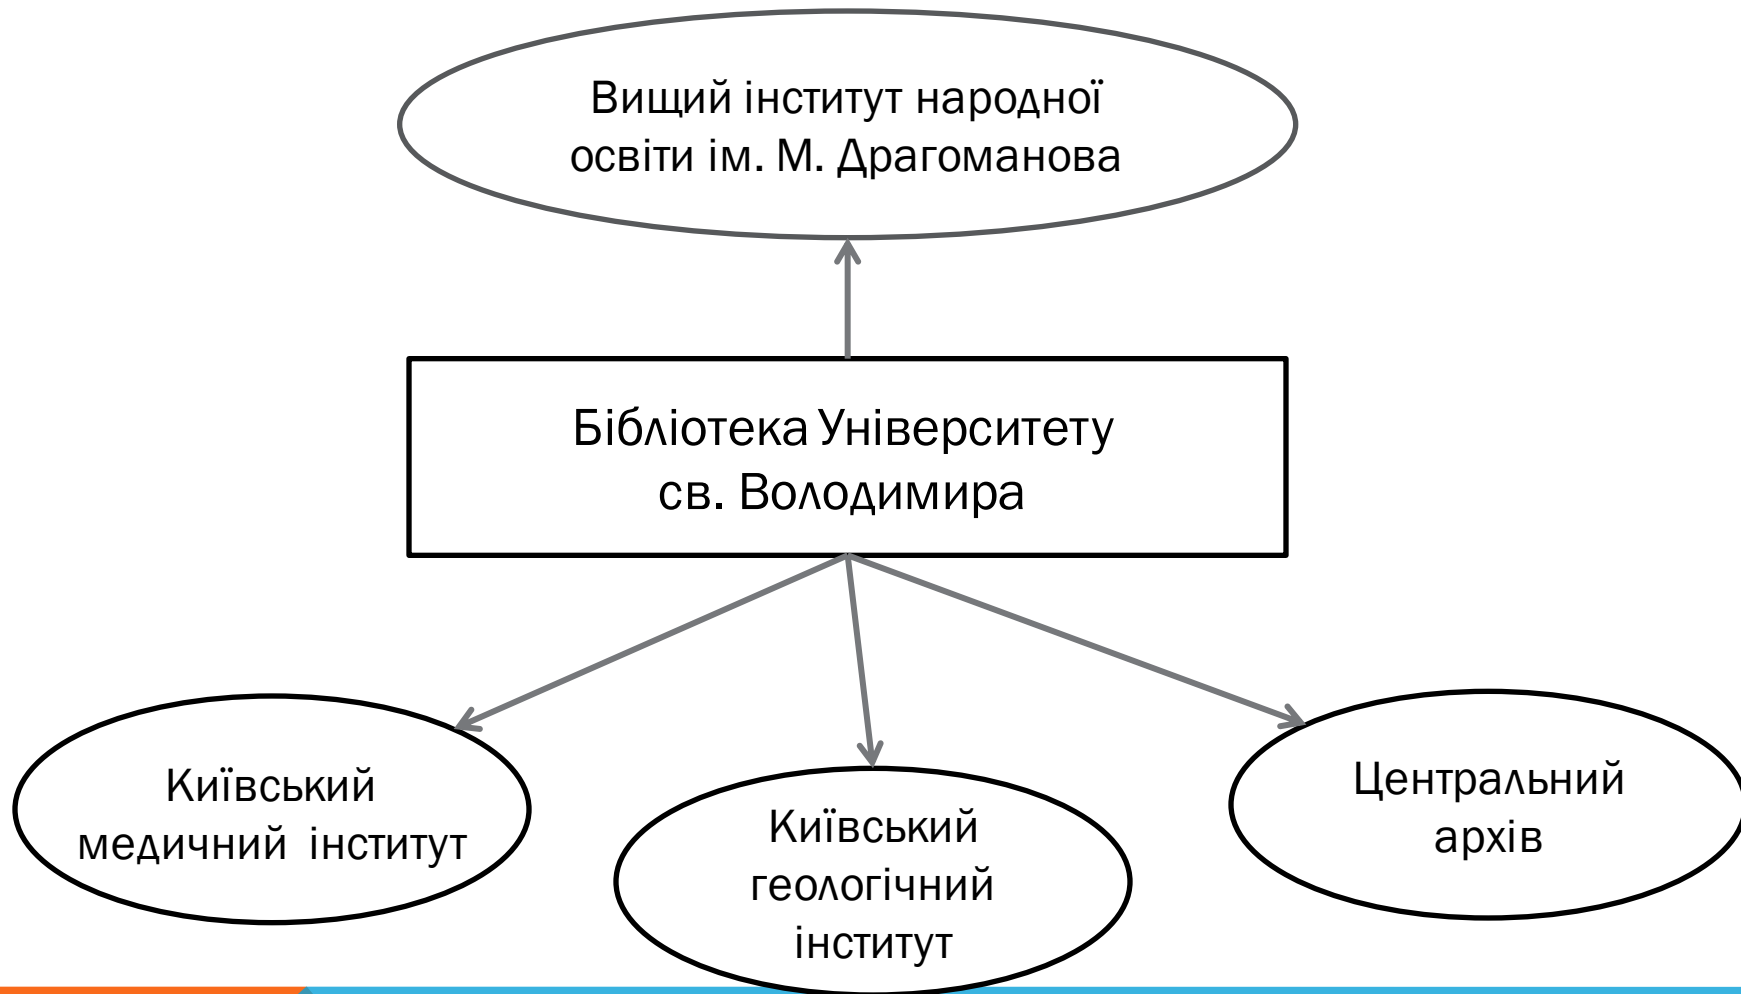 Вищий інститут народної
освіти ім. М. Драгоманова
Бібліотека Університету
св. Володимира
Київський
медичний інститут
Київський
геологічний
інститут
Центральний
архів